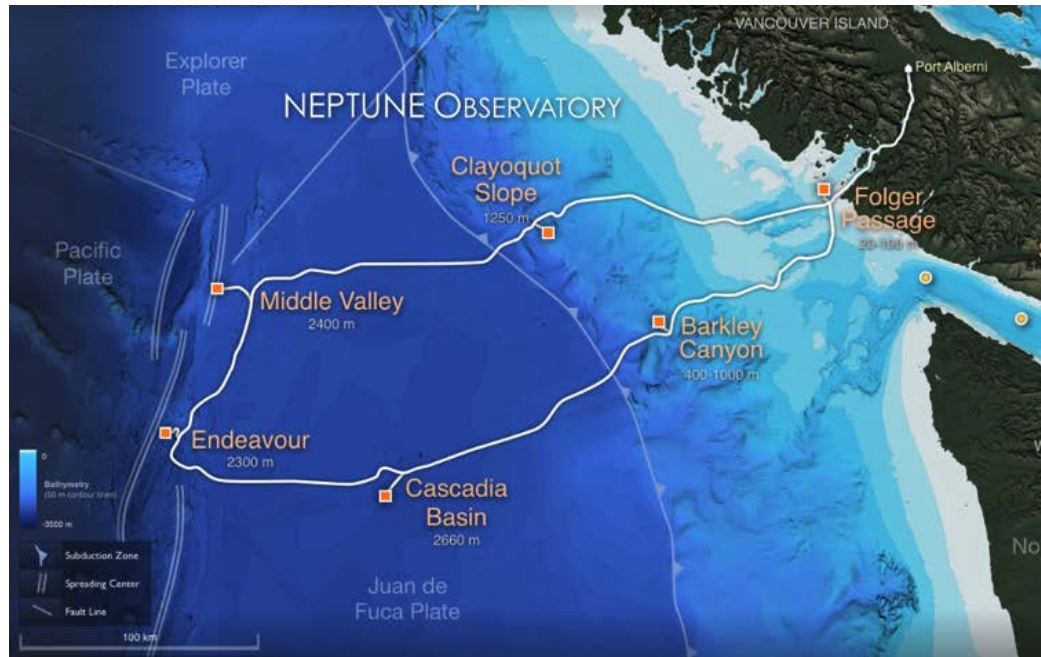 VANCOUVER ISLAND
Port Alberni
Explorer
Plate
NEPTUNE OBSERVATORY
Clayoquot
Slope
1250 m
Folger
Passage
20-100 m
Pacific
Plate
Middle Valley
2400 m
Barkley
Canyon
400-1000 m
Endeavour
2300 m
Cascadia
Basin
2660 m
Juan de
Fuca Plate
No
0
Bathymetry
(50 m contour lines)
-3500 m
Subduction Zone
Spreading Center
Fault Line
100 km